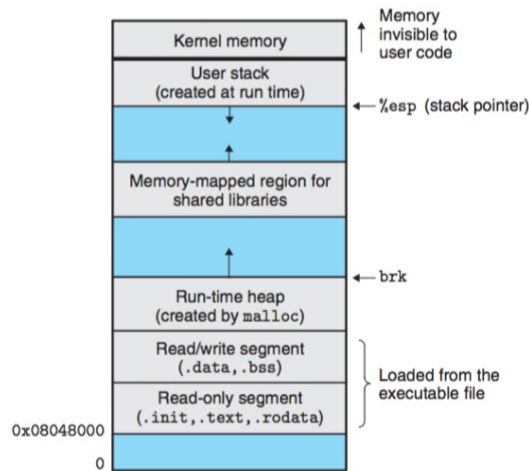 Kernel memory
Memory
invisible to
user code
User stack
(created at run time)
%esp (stack pointer)
Memory-mapped region for
shared libraries
brk
Run-time heap
(created by malloc)
Read/write segment
(.data,.bss)
Read-only segment
(.init,.text,.rodata)
Loaded from the
executable file
0x08048000
0